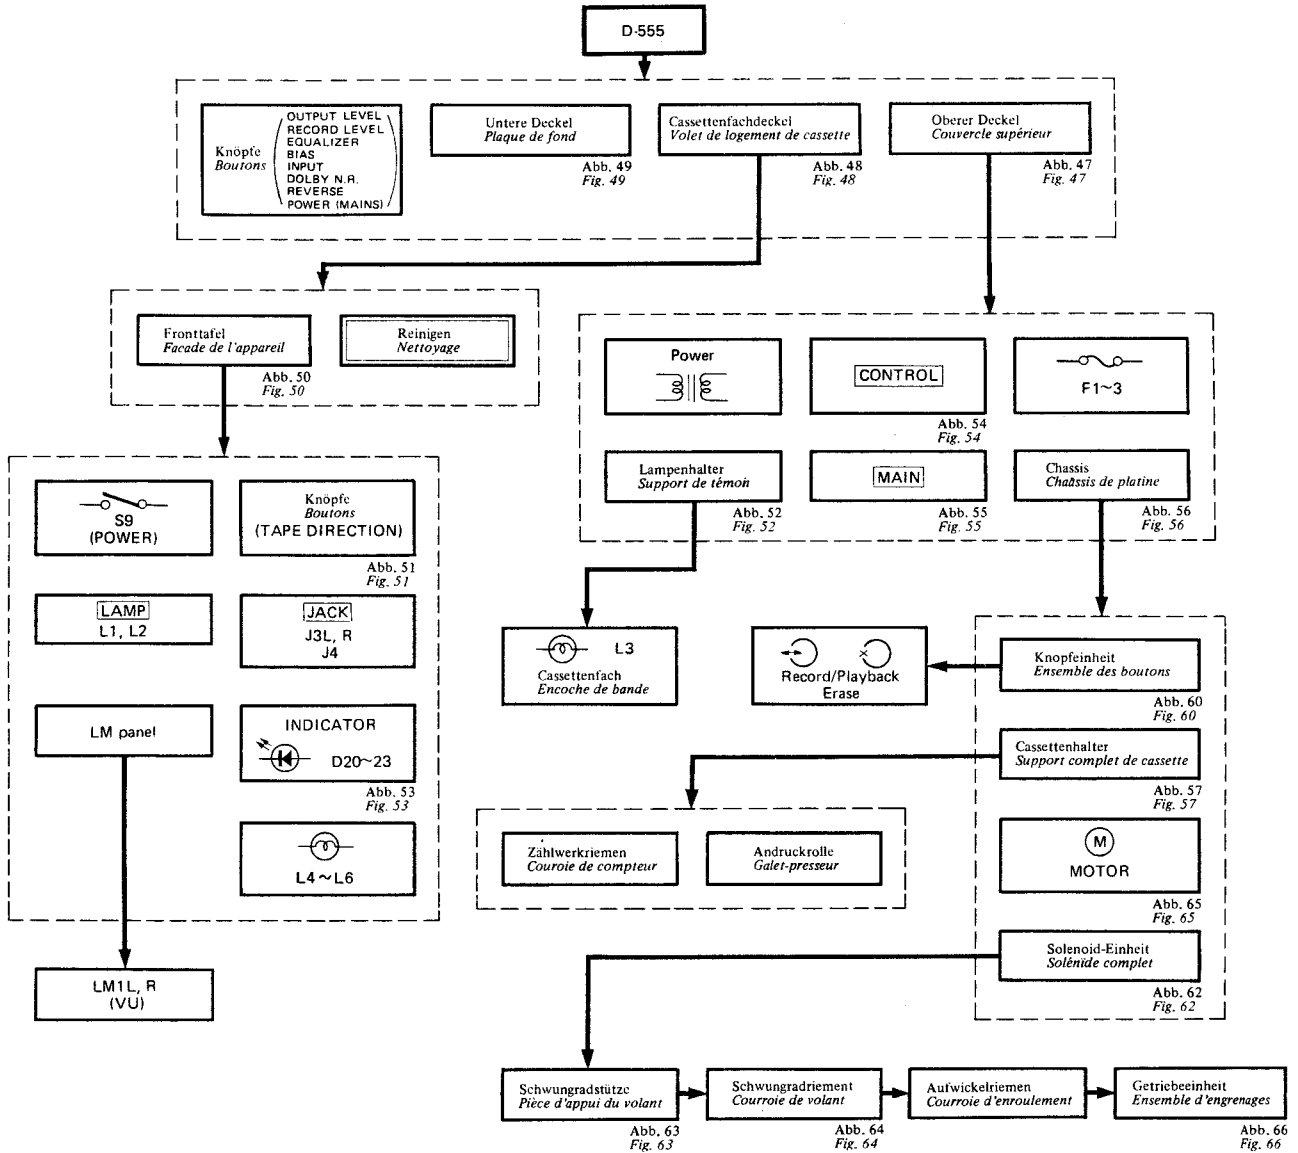 D-555
Knöpfe
Boutons
OUTPUT LEVEL
RECORD LEVEL
EQUALIZER
BIAS
INPUT
DOLBY N.R.
REVERSE
POWER (MAINS)
Untere Deckel
Plaque de fond
Abb. 49
Fig. 49
Cassettenfachdeckel
Volet de logement de cassette
Abb. 48
Fig. 48
Oberer Deckel
Couvercle supérieur
Abb. 47
Fig. 47
Fronttafel
Facade de l'appareil
Abb. 50
Fig. 50
Reinigen
Nettoyage
Power
CONTROL
Abb. 54
Fig. 54
F1~3
Lampenhalter
Support de témoin
Abb. 52
Fig. 52
MAIN
Abb. 55
Fig. 55
Chassis
Chaâssis de platine
Abb. 56
Fig. 56
S9
(POWER)
Knöpfe
Boutons
(TAPE DIRECTION)
Abb. 51
Fig. 51
LAMP
L1, L2
JACK
J3L, R
J4
LM panel
INDICATOR
D20~23
Abb. 53
Fig. 53
L4~L6
LM1L, R
(VU)
L3
Cassettenfach
Encoche de bande
Record/Playback
Erase
Knopfeinheit
Ensemble des boutons
Abb. 60
Fig. 60
Cassettenhalter
Support complet de cassette
Abb. 57
Fig. 57
Zählwerkriemen
Couroie de compteur
Andruckrolle
Galet-presseur
M
MOTOR
Abb. 65
Fig. 65
Solenoid-Einheit
Solénïde complet
Abb. 62
Fig. 62
Schwungradstütze
Pièce d'appui du volant
Abb. 63
Fig. 63
Schwungradriement
Courroie de volant
Abb. 64
Fig. 64
Aufwickelriemen
Courroie d'enroulement
Getriebeeinheit
Ensemble d'engrenages
Abb. 66
Fig. 66